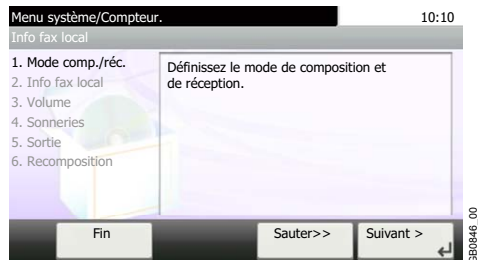 Menu système/Compteur.
10:10
Info fax local
1. Mode comp./réc.
2. Info fax local
3. Volume
4. Sonneries
5. Sortie
6. Recomposition
Définissez le mode de composition et
de réception.
Fin
Sauter>>
Suivant >
GB0846_00